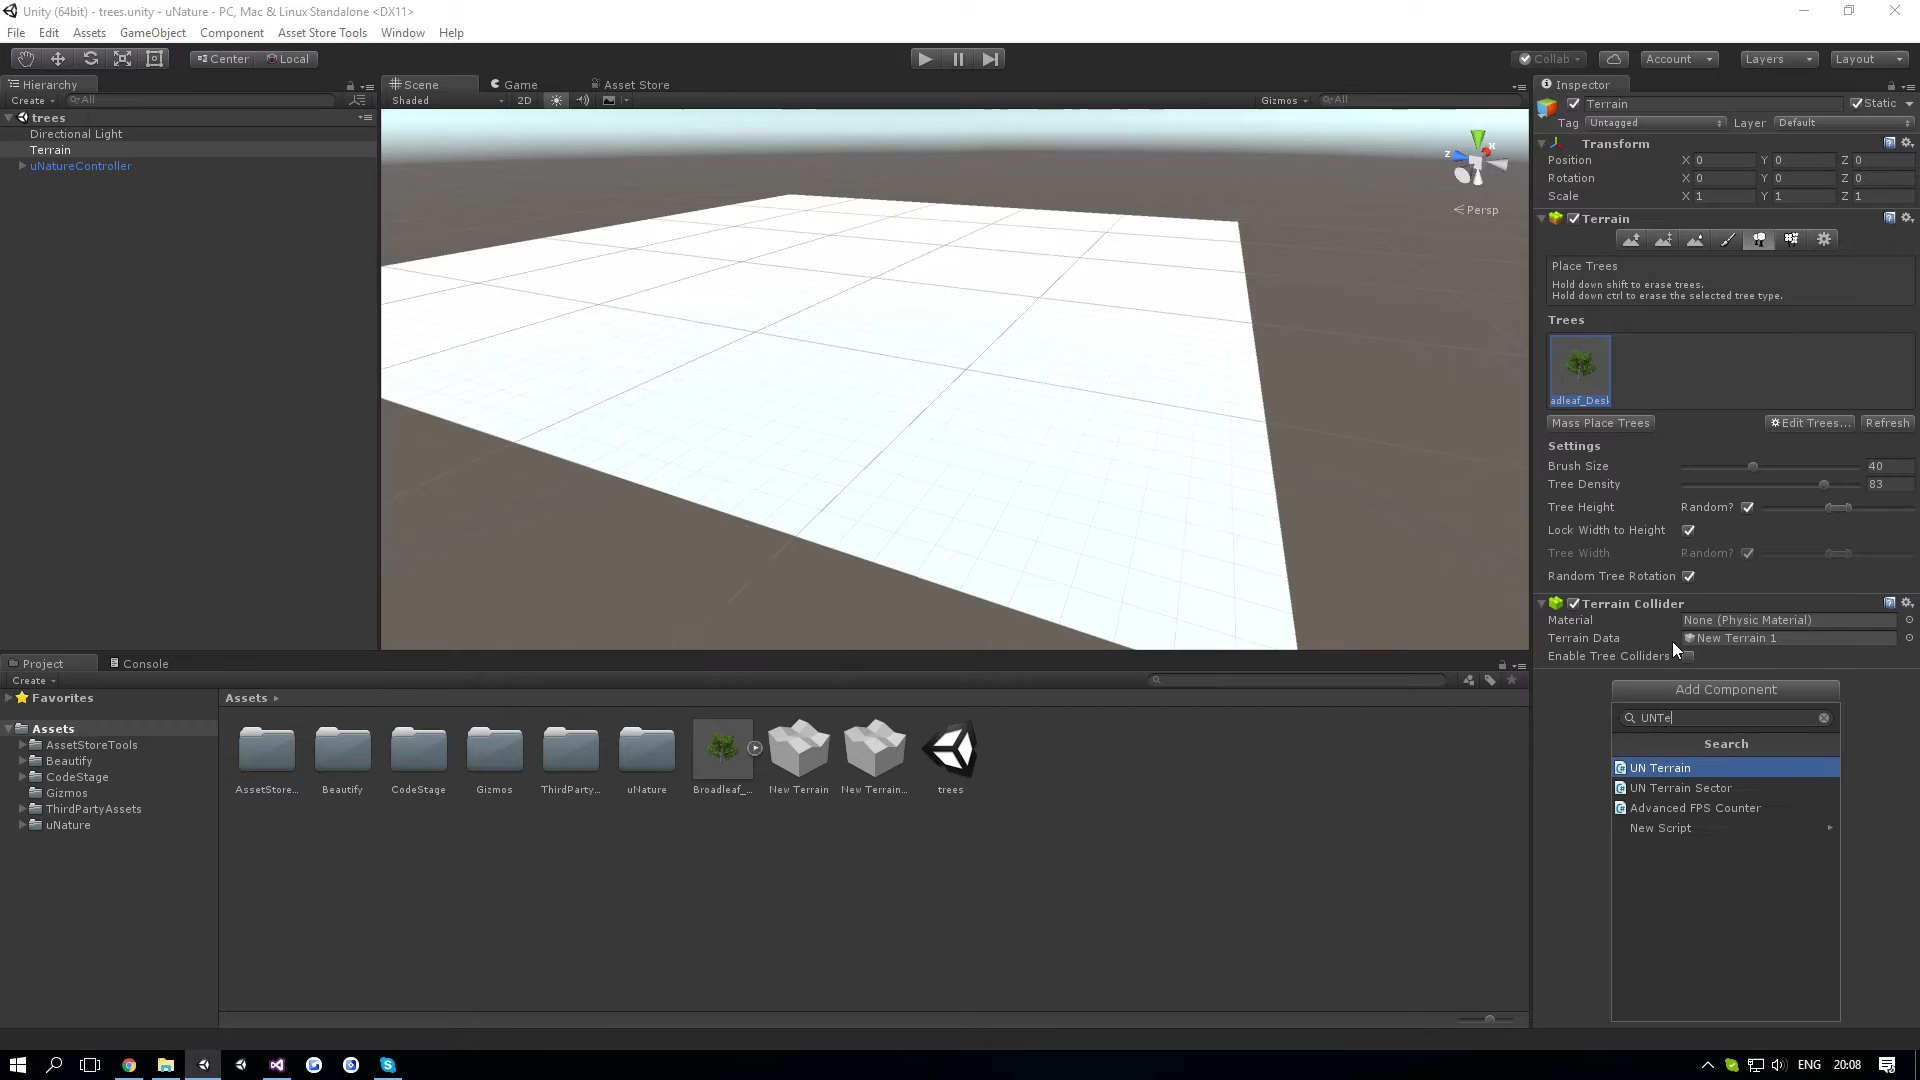 Unity (64bit) - trees.unity - uNature - PC, Mac & Linux Standalone <DX11>
File Edit Assets GameObject Component Asset Store Tools Window Help
Center Local Collab Account Layers Layout
Hierarchy
Create All
trees
Directional Light
Terrain
uNatureController
Scene Game Asset Store
Shaded 2D Gizmos All
y x z
Persp
Inspector
Terrain Static
Tag Untagged Layer Default
Transform
Position X 0 Y 0 Z 0
Rotation X 0 Y 0 Z 0
Scale X 1 Y 1 Z 1
Terrain
Place Trees
Hold down shift to erase trees.
Hold down ctrl to erase the selected tree type.
Trees
adleaf_Desl
Mass Place Trees Edit Trees... Refresh
Settings
Brush Size 40
Tree Density 83
Tree Height Random?
Lock Width to Height
Tree Width Random?
Random Tree Rotation
Terrain Collider
Material None (Physic Material)
Terrain Data New Terrain 1
Enable Tree Colliders
Add Component
UNTe
Search
UN Terrain
UN Terrain Sector
Advanced FPS Counter
New Script
Project Console
Create
Favorites
Assets
AssetStoreTools
Beautify
CodeStage
Gizmos
ThirdPartyAssets
uNature
Assets
AssetStore... Beautify CodeStage Gizmos ThirdParty... uNature Broadleaf_... New Terrain New Terrain... trees
ENG 20:08